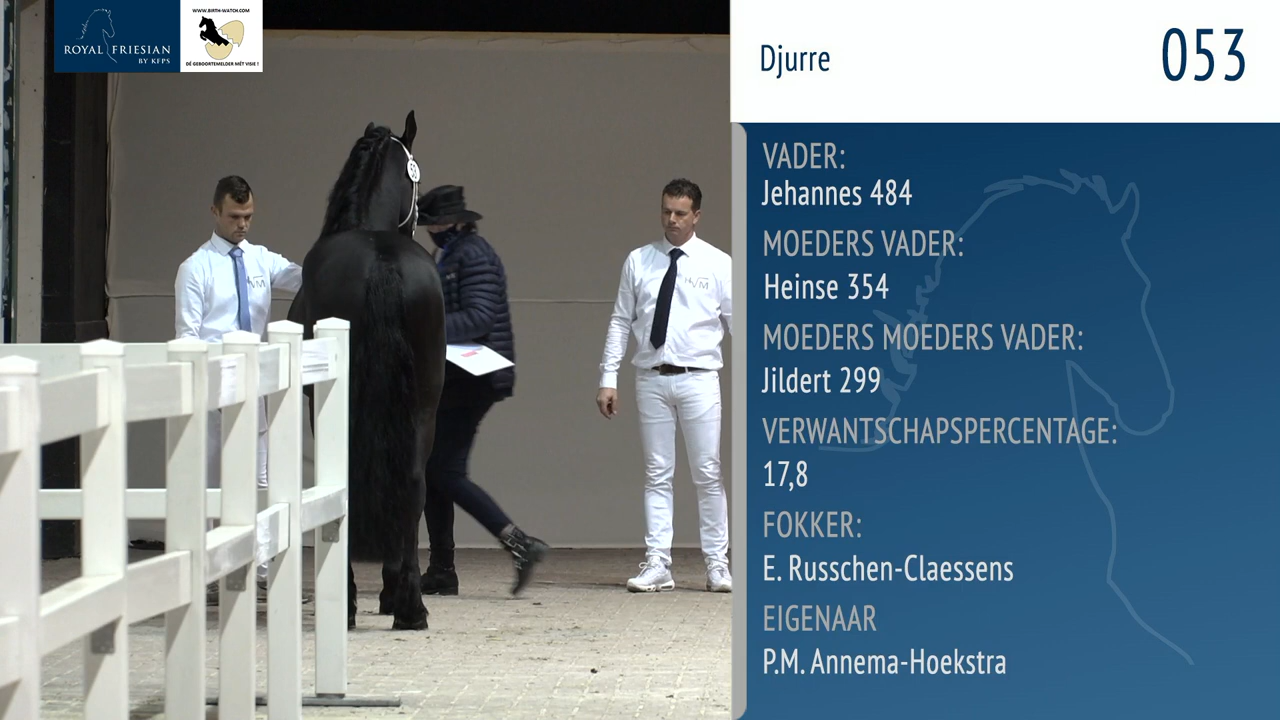 ROYAL FRIESIAN
BY KFPS
WWW.BIRTH-WATCH.COM
DÉ GEBOORTEMELDER MÉT VISIE !
Djurre
053
VADER:
Jehannes 484
MOEDERS VADER:
Heinse 354
MOEDERS MOEDERS VADER:
Jildert 299
VERWANTSCHAPSPERCENTAGE:
17,8
FOKKER:
E. Russchen-Claessens
EIGENAAR
P.M. Annema-Hoekstra